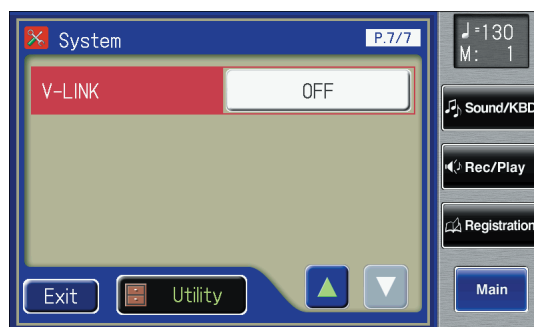 System
P.7/7
V-LINK
OFF
Exit
Utility
♩=130
M: 1
Sound/KBD
Rec/Play
Registration
Main